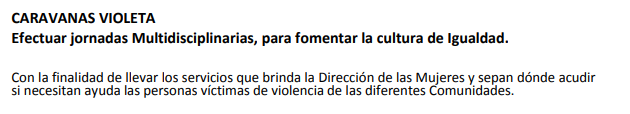 CARAVANAS VIOLETA
Efectuar jornadas Multidisciplinarias, para fomentar la cultura de Igualdad.
Con la finalidad de llevar los servicios que brinda la Dirección de las Mujeres y sepan dónde acudir
si necesitan ayuda las personas víctimas de violencia de las diferentes Comunidades.